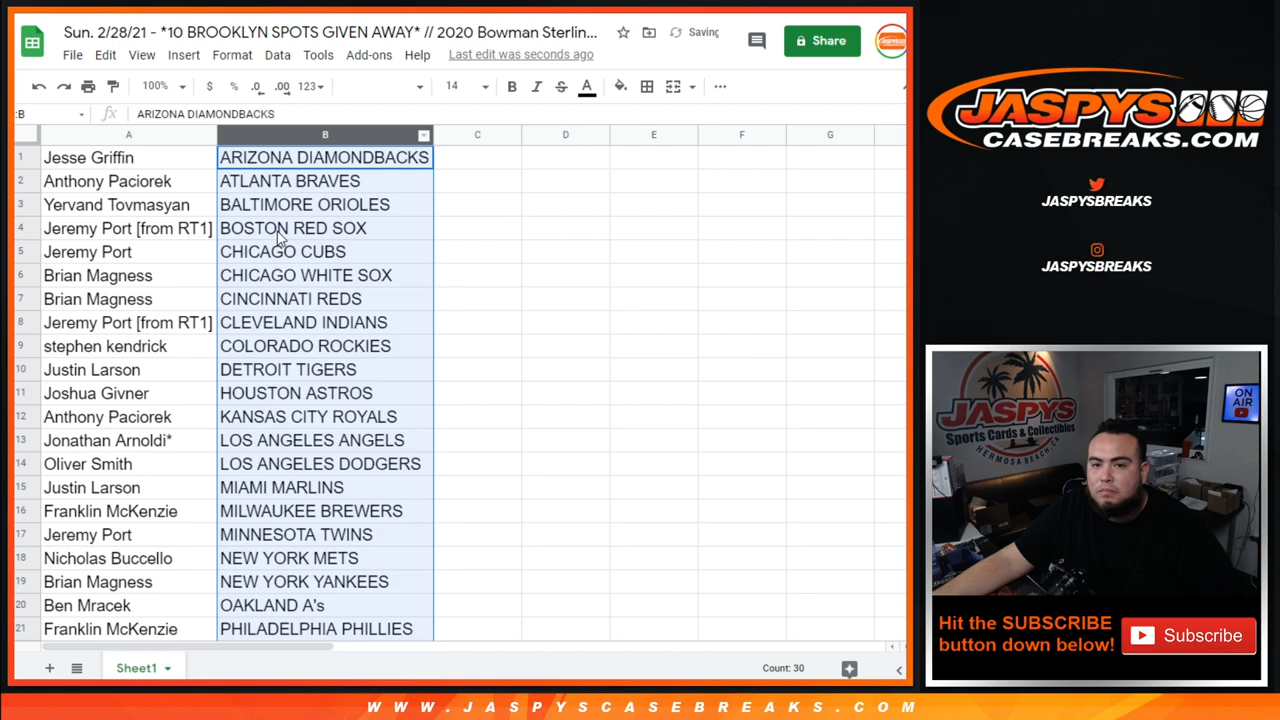 Sun. 2/28/21 - *10 BROOKLYN SPOTS GIVEN AWAY* // 2020 Bowman Sterlin...
Saving
Share
File Edit View Insert Format Data Tools Add-ons Help Last edit was seconds ago
100% $ % .0 .00 123 14 B I S A
:B fx ARIZONA DIAMONDBACKS
A B C D E F G
1 Jesse Griffin ARIZONA DIAMONDBACKS
2 Anthony Paciorek ATLANTA BRAVES
3 Yervand Tovmasyan BALTIMORE ORIOLES
4 Jeremy Port [from RT1] BOSTON RED SOX
5 Jeremy Port CHICAGO CUBS
6 Brian Magness CHICAGO WHITE SOX
7 Brian Magness CINCINNATI REDS
8 Jeremy Port [from RT1] CLEVELAND INDIANS
9 stephen kendrick COLORADO ROCKIES
10 Justin Larson DETROIT TIGERS
11 Joshua Givner HOUSTON ASTROS
12 Anthony Paciorek KANSAS CITY ROYALS
13 Jonathan Arnoldi* LOS ANGELES ANGELS
14 Oliver Smith LOS ANGELES DODGERS
15 Justin Larson MIAMI MARLINS
16 Franklin McKenzie MILWAUKEE BREWERS
17 Jeremy Port MINNESOTA TWINS
18 Nicholas Buccello NEW YORK METS
19 Brian Magness NEW YORK YANKEES
20 Ben Mracek OAKLAND A's
21 Franklin McKenzie PHILADELPHIA PHILLIES
Sheet1
Count: 30
JASPYS
CASEBREAKS.COM
JASPYSBREAKS
JASPYSBREAKS
JASPYS
Sports Cards & Collectibles
HERMOSA BEACH, CA
ON AIR
Hit the SUBSCRIBE
button down below!
Subscribe
WWW.JASPYSCASEBREAKS.COM